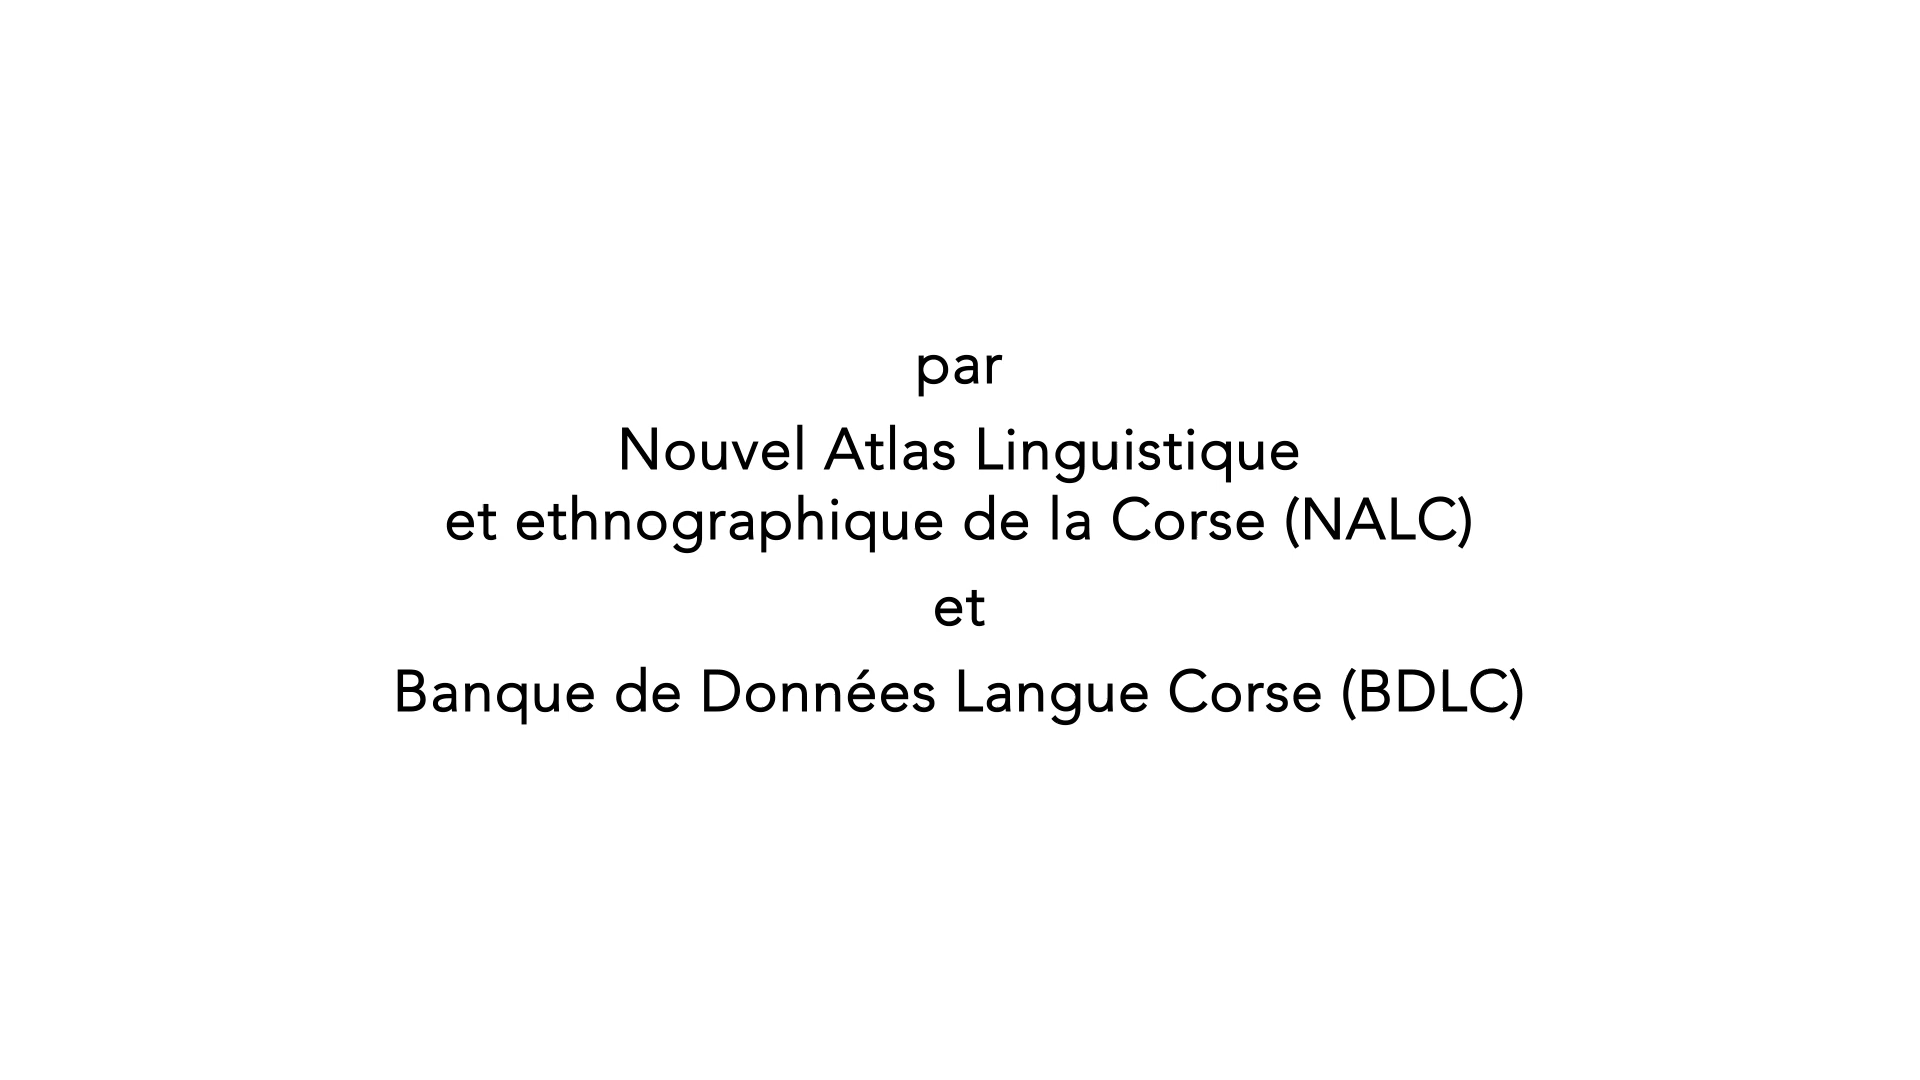 par
Nouvel Atlas Linguistique
et ethnographique de la Corse (NALC)
et
Banque de Données Langue Corse (BDLC)